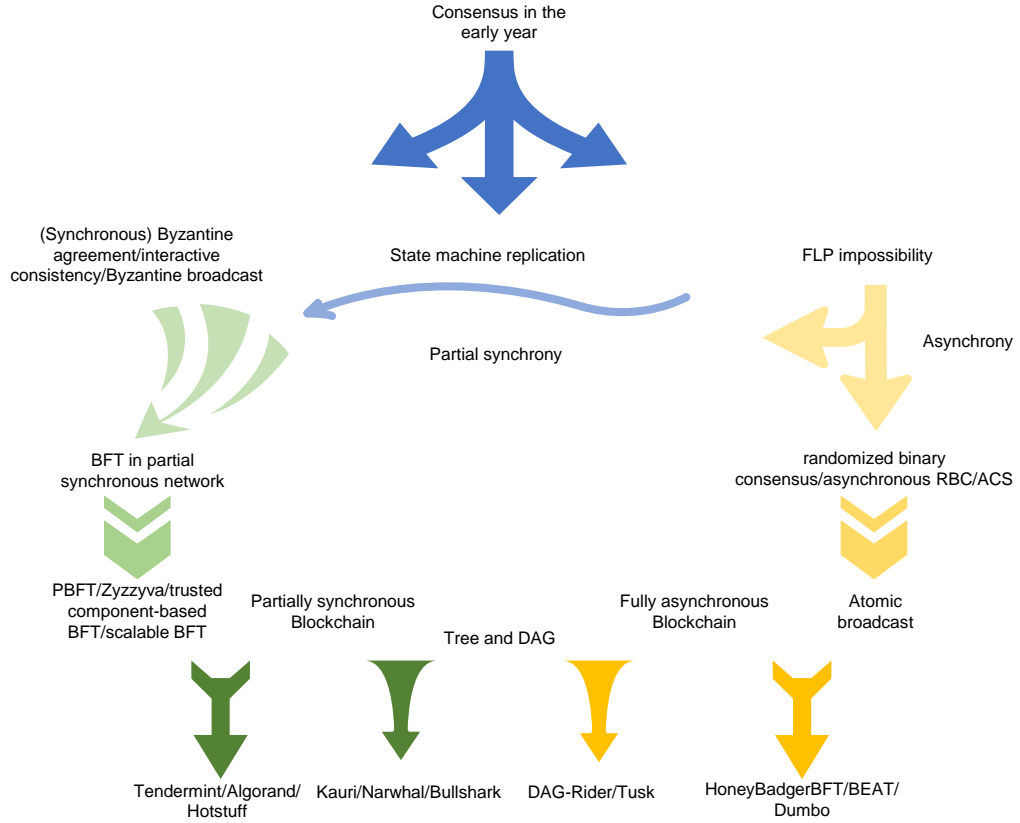 Consensus in the
early year
(Synchronous) Byzantine
agreement/interactive
consistency/Byzantine broadcast
State machine replication
FLP impossibility
Partial synchrony
Asynchrony
BFT in partial
synchronous network
randomized binary
consensus/asynchronous RBC/ACS
PBFT/Zyzzyva/trusted
component-based
BFT/scalable BFT
Partially synchronous
Blockchain
Tree and DAG
Fully asynchronous
Blockchain
Atomic
broadcast
Tendermint/Algorand/
Hotstuff
Kauri/Narwhal/Bullshark
DAG-Rider/Tusk
HoneyBadgerBFT/BEAT/
Dumbo